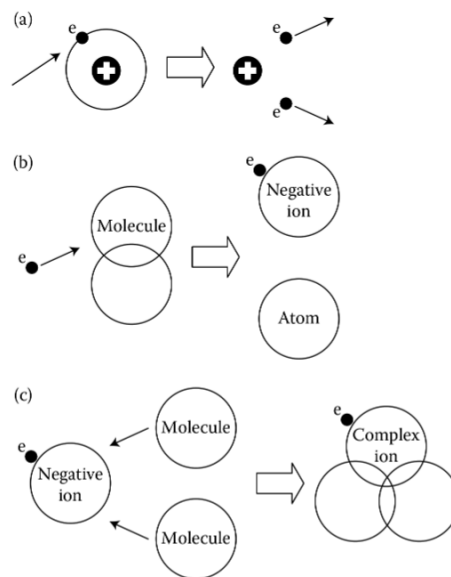 (a)
e
e
e
(b)
e
Negative
ion
Molecule
e
Atom
(c)
Molecule
e
Complex
ion
e
Negative
ion
Molecule